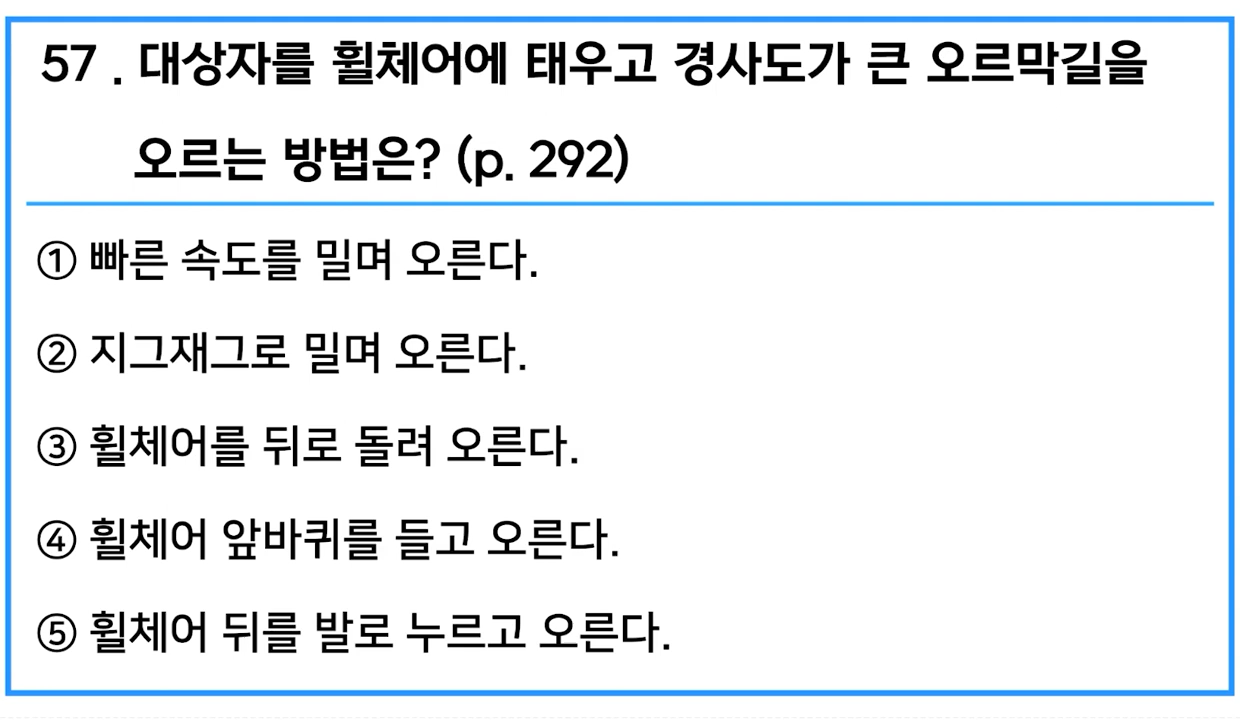 57 . 대상자를 휠체어에 태우고 경사도가 큰 오르막길을
오르는 방법은? (p. 292)
① 빠른 속도를 밀며 오른다.
② 지그재그로 밀며 오른다.
③ 휠체어를 뒤로 돌려 오른다.
④ 휠체어 앞바퀴를 들고 오른다.
⑤ 휠체어 뒤를 발로 누르고 오른다.